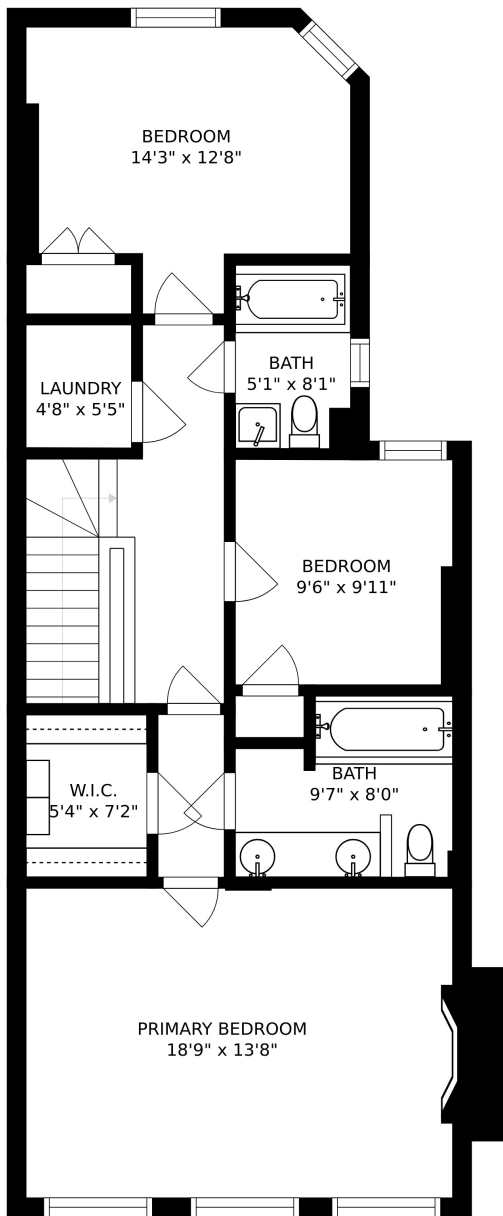 BEDROOM
14'3" x 12'8"
LAUNDRY
4'8" x 5'5"
BATH
5'1" x 8'1"
BEDROOM
9'6" x 9'11"
W.I.C.
5'4" x 7'2"
BATH
9'7" x 8'0"
PRIMARY BEDROOM
18'9" x 13'8"